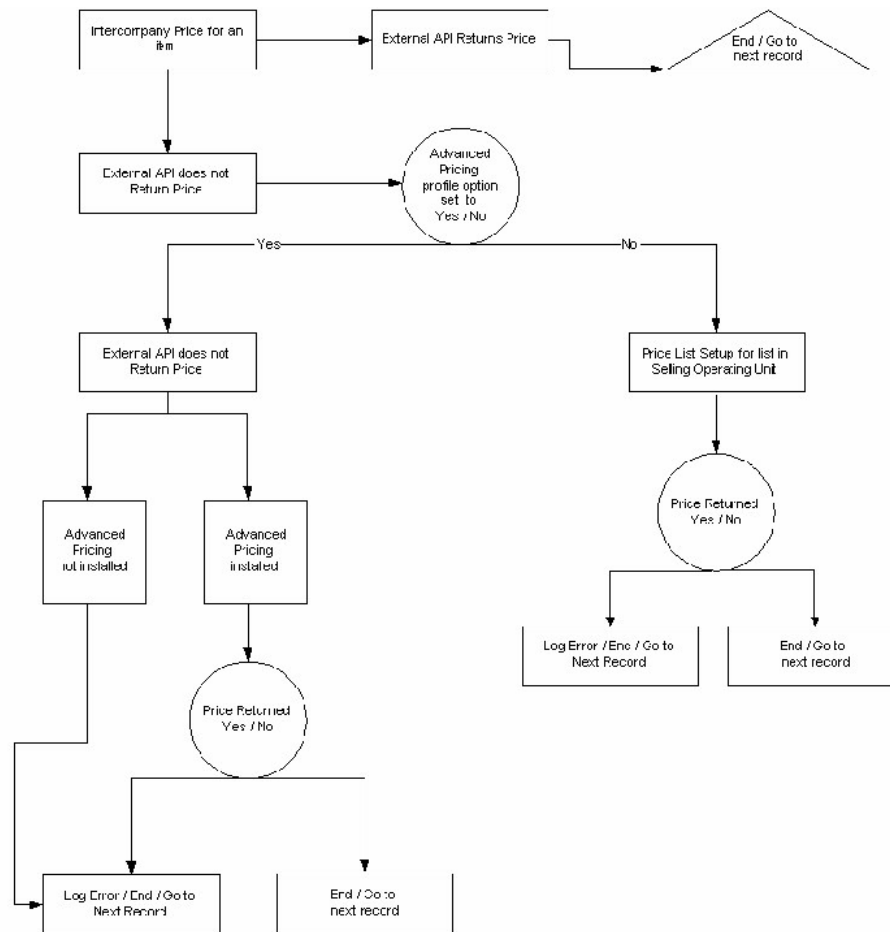 Intercompany Price for an
item
External API Returns Price
End / Go to
next record
External API does not
Return Price
Advanced
Pricing
profile option
set to
Yes / No
Yes
No
External API does not
Return Price
Price List Setup for list in
Selling Operating Unit
Advanced
Pricing
not installed
Advanced
Pricing
installed
Price Returned
Yes / No
Log Error / End / Go to
Next Record
End / Go to
next record
Price Returned
Yes / No
Log Error / End / Go to
Next Record
End / Go to
next record